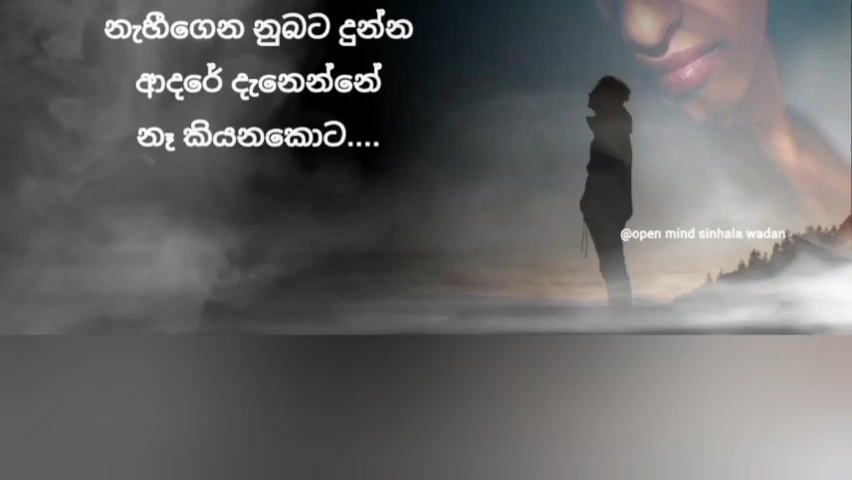 නැහීගෙන නුබට දුන්න
ආදරේ දැනෙන්නේ
නෑ කියනකොට....
@open mind sinhala wadan